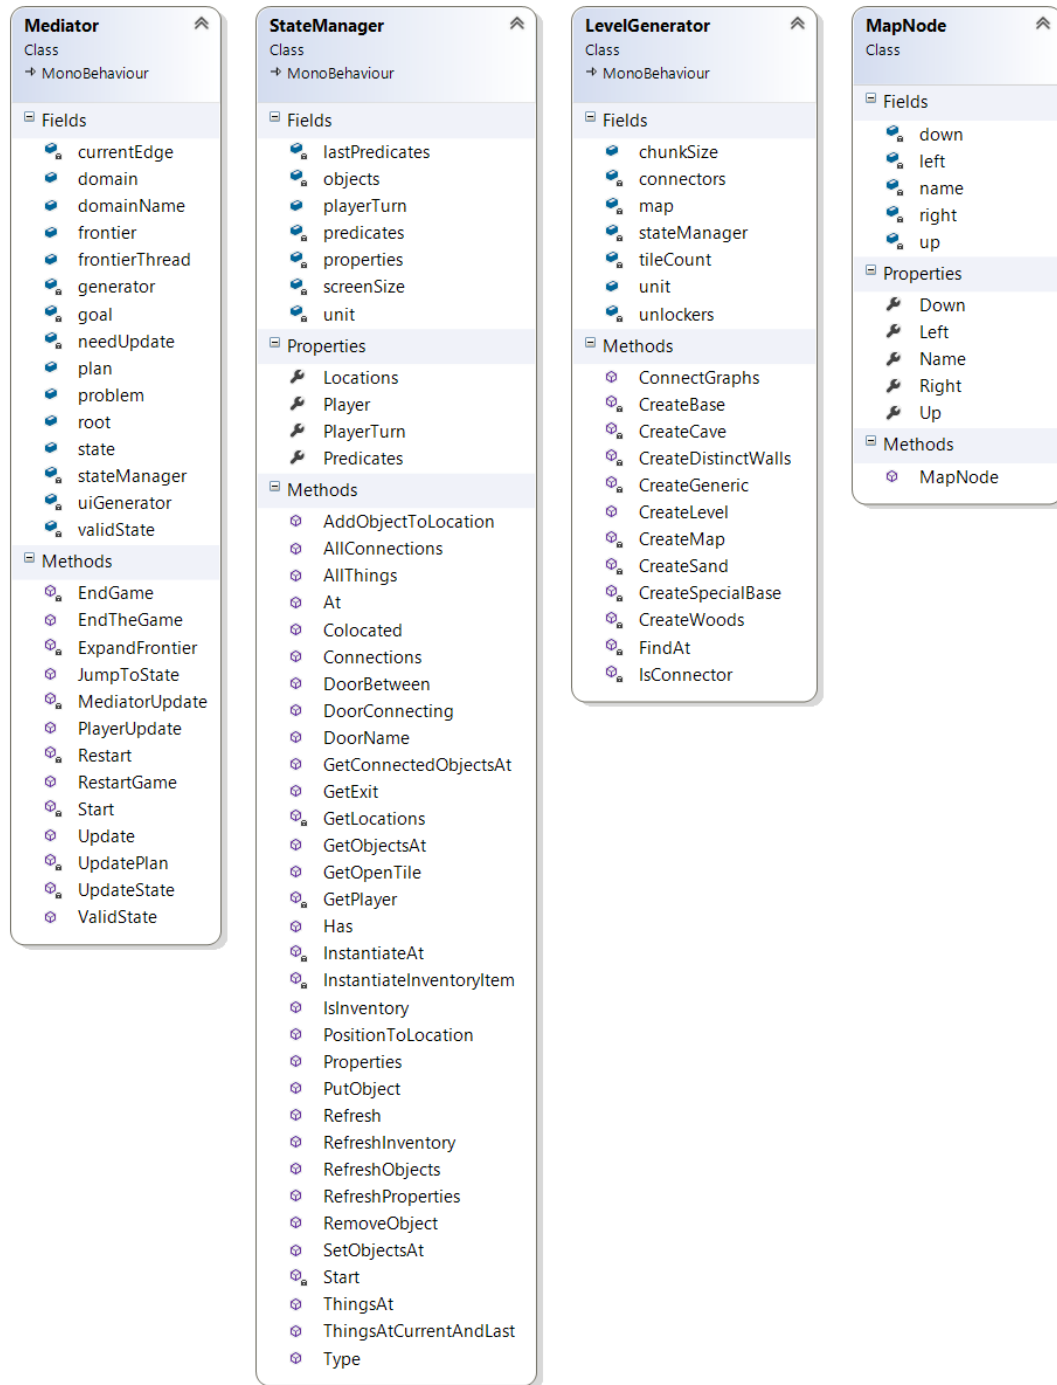 Mediator
Class
MonoBehaviour
Fields
currentEdge
domain
domainName
frontier
frontierThread
generator
goal
needUpdate
plan
problem
root
state
stateManager
uiGenerator
validState
Methods
EndGame
EndTheGame
ExpandFrontier
JumpToState
MediatorUpdate
PlayerUpdate
Restart
RestartGame
Start
Update
UpdatePlan
UpdateState
ValidState
StateManager
Class
MonoBehaviour
Fields
lastPredicates
objects
playerTurn
predicates
properties
screenSize
unit
Properties
Locations
Player
PlayerTurn
Predicates
Methods
AddObjectToLocation
AllConnections
AllThings
At
Colocated
Connections
DoorBetween
DoorConnecting
DoorName
GetConnectedObjectsAt
GetExit
GetLocations
GetObjectsAt
GetOpenTile
GetPlayer
Has
InstantiateAt
InstantiateInventoryItem
IsInventory
PositionToLocation
Properties
PutObject
Refresh
RefreshInventory
RefreshObjects
RefreshProperties
RemoveObject
SetObjectsAt
Start
ThingsAt
ThingsAtCurrentAndLast
Type
LevelGenerator
Class
MonoBehaviour
Fields
chunkSize
connectors
map
stateManager
tileCount
unit
unlockers
Methods
ConnectGraphs
CreateBase
CreateCave
CreateDistinctWalls
CreateGeneric
CreateLevel
CreateMap
CreateSand
CreateSpecialBase
CreateWoods
FindAt
IsConnector
MapNode
Class
Fields
down
left
name
right
up
Properties
Down
Left
Name
Right
Up
Methods
MapNode